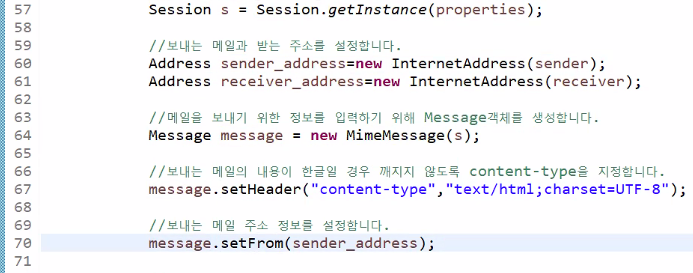 57 Session s = Session.getInstance(properties);
58
59 //보내는 메일과 받는 주소를 설정합니다.
60 Address sender_address=new InternetAddress(sender);
61 Address receiver_address=new InternetAddress(receiver);
62
63 //메일을 보내기 위한 정보를 입력하기 위해 Message객체를 생성합니다.
64 Message message = new MimeMessage(s);
65
66 //보내는 메일의 내용이 한글일 경우 깨지지 않도록 content-type을 지정합니다.
67 message.setHeader("content-type","text/html;charset=UTF-8");
68
69 //보내는 메일 주소 정보를 설정합니다.
70 message.setFrom(sender_address);
71